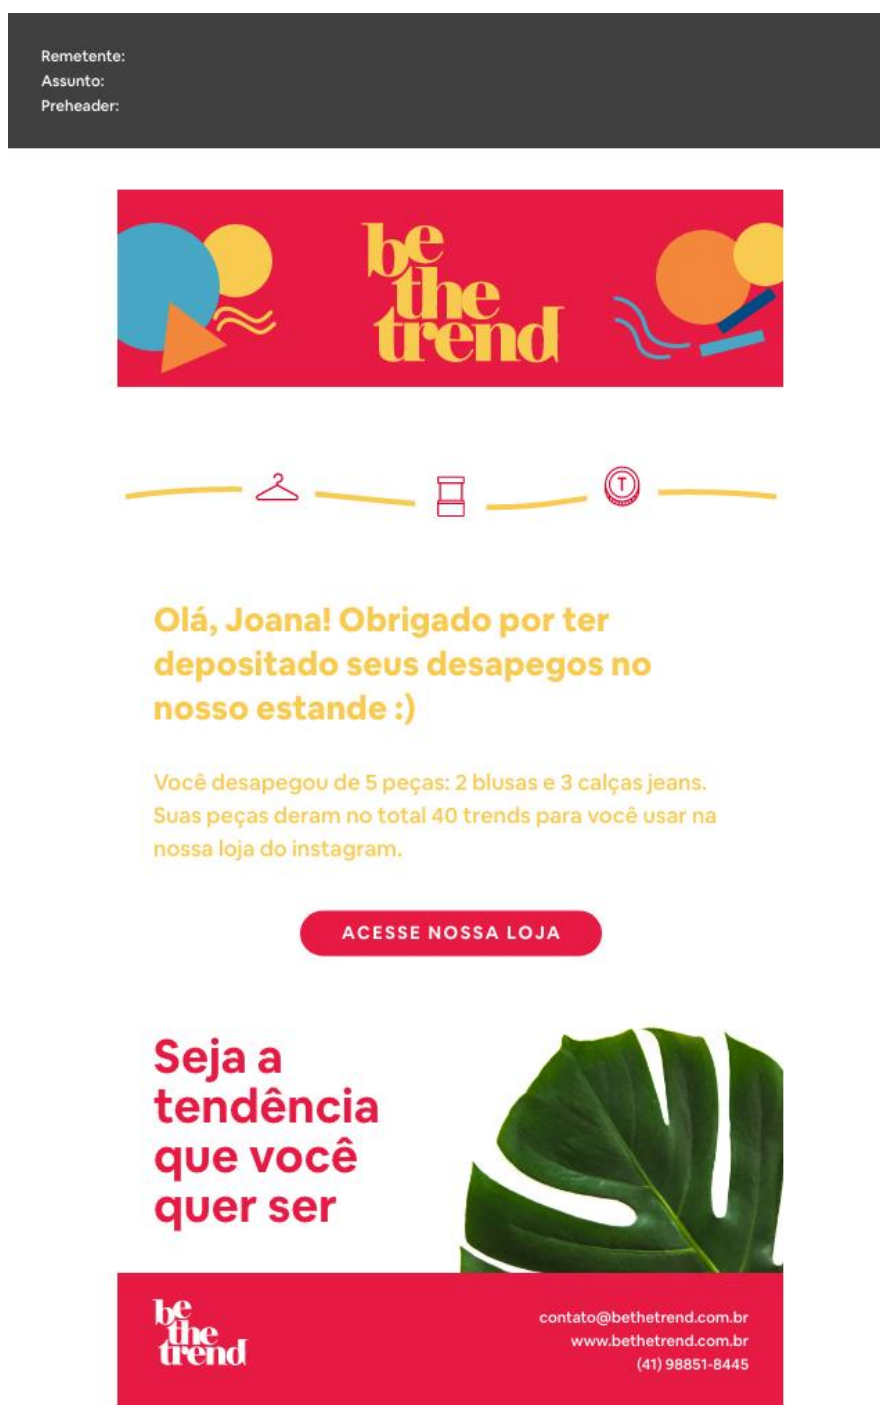 Remetente:
Assunto:
Preheader:
be
the
trend
T
Olá, Joana! Obrigado por ter
depositado seus desapegos no
nosso estande :)
Você desapegou de 5 peças: 2 blusas e 3 calças jeans.
Suas peças deram no total 40 trends para você usar na
nossa loja do instagram.
ACESSE NOSSA LOJA
Seja a
tendência
que você
quer ser
be
the
trend
contato@bethetrend.com.br
www.bethetrend.com.br
(41) 98851-8445